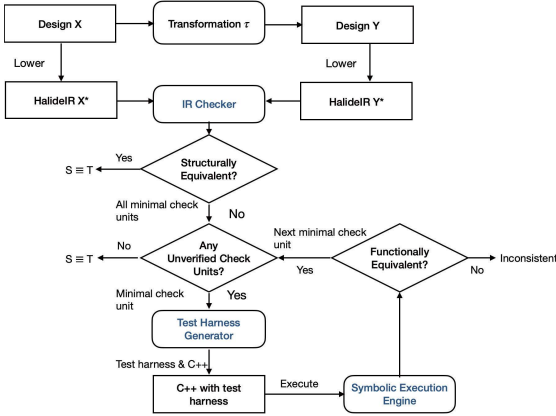 Design X
Transformation τ
Design Y
Lower
Lower
HalideIR X*
IR Checker
HalideIR Y*
Structurally
Equivalent?
Yes
S ≡ T
All minimal check
units
No
Next minimal check
unit
Any
Unverified Check
Units?
No
S ≡ T
Yes
Functionally
Equivalent?
No
Inconsistent
Minimal check
unit
Yes
Test Harness
Generator
Test harness & C++
C++ with test
harness
Execute
Symbolic Execution
Engine